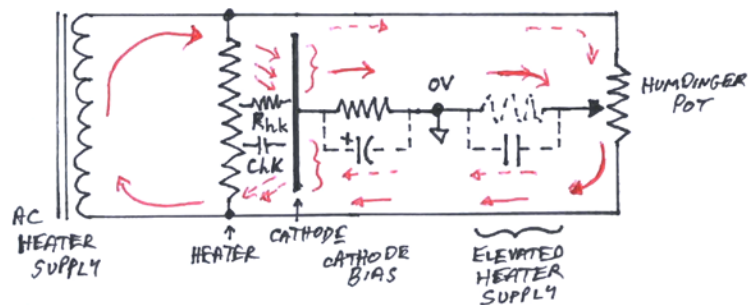 0V
HUMDINGER
POT
Rhk
+
Chk
AC
HEATER
SUPPLY
HEATER
CATHODE
CATHODE
BIAS
ELEVATED
HEATER
SUPPLY